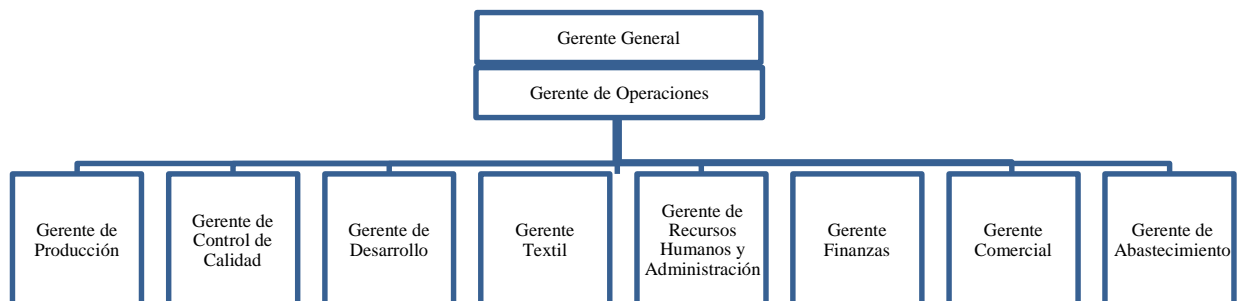 Gerente General
Gerente de Operaciones
Gerente de
Producción
Gerente de
Control de
Calidad
Gerente de
Desarrollo
Gerente
Textil
Gerente de
Recursos
Humanos y
Administración
Gerente
Finanzas
Gerente
Comercial
Gerente de
Abastecimiento